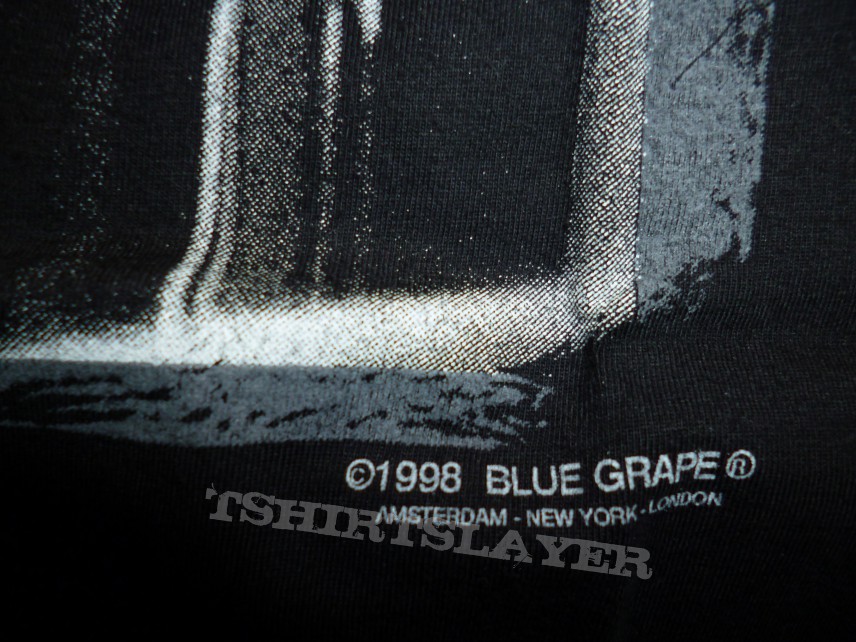 ©1998 BLUE GRAPE®
AMSTERDAM - NEW YORK - LONDON
TSHIRTSLAYER